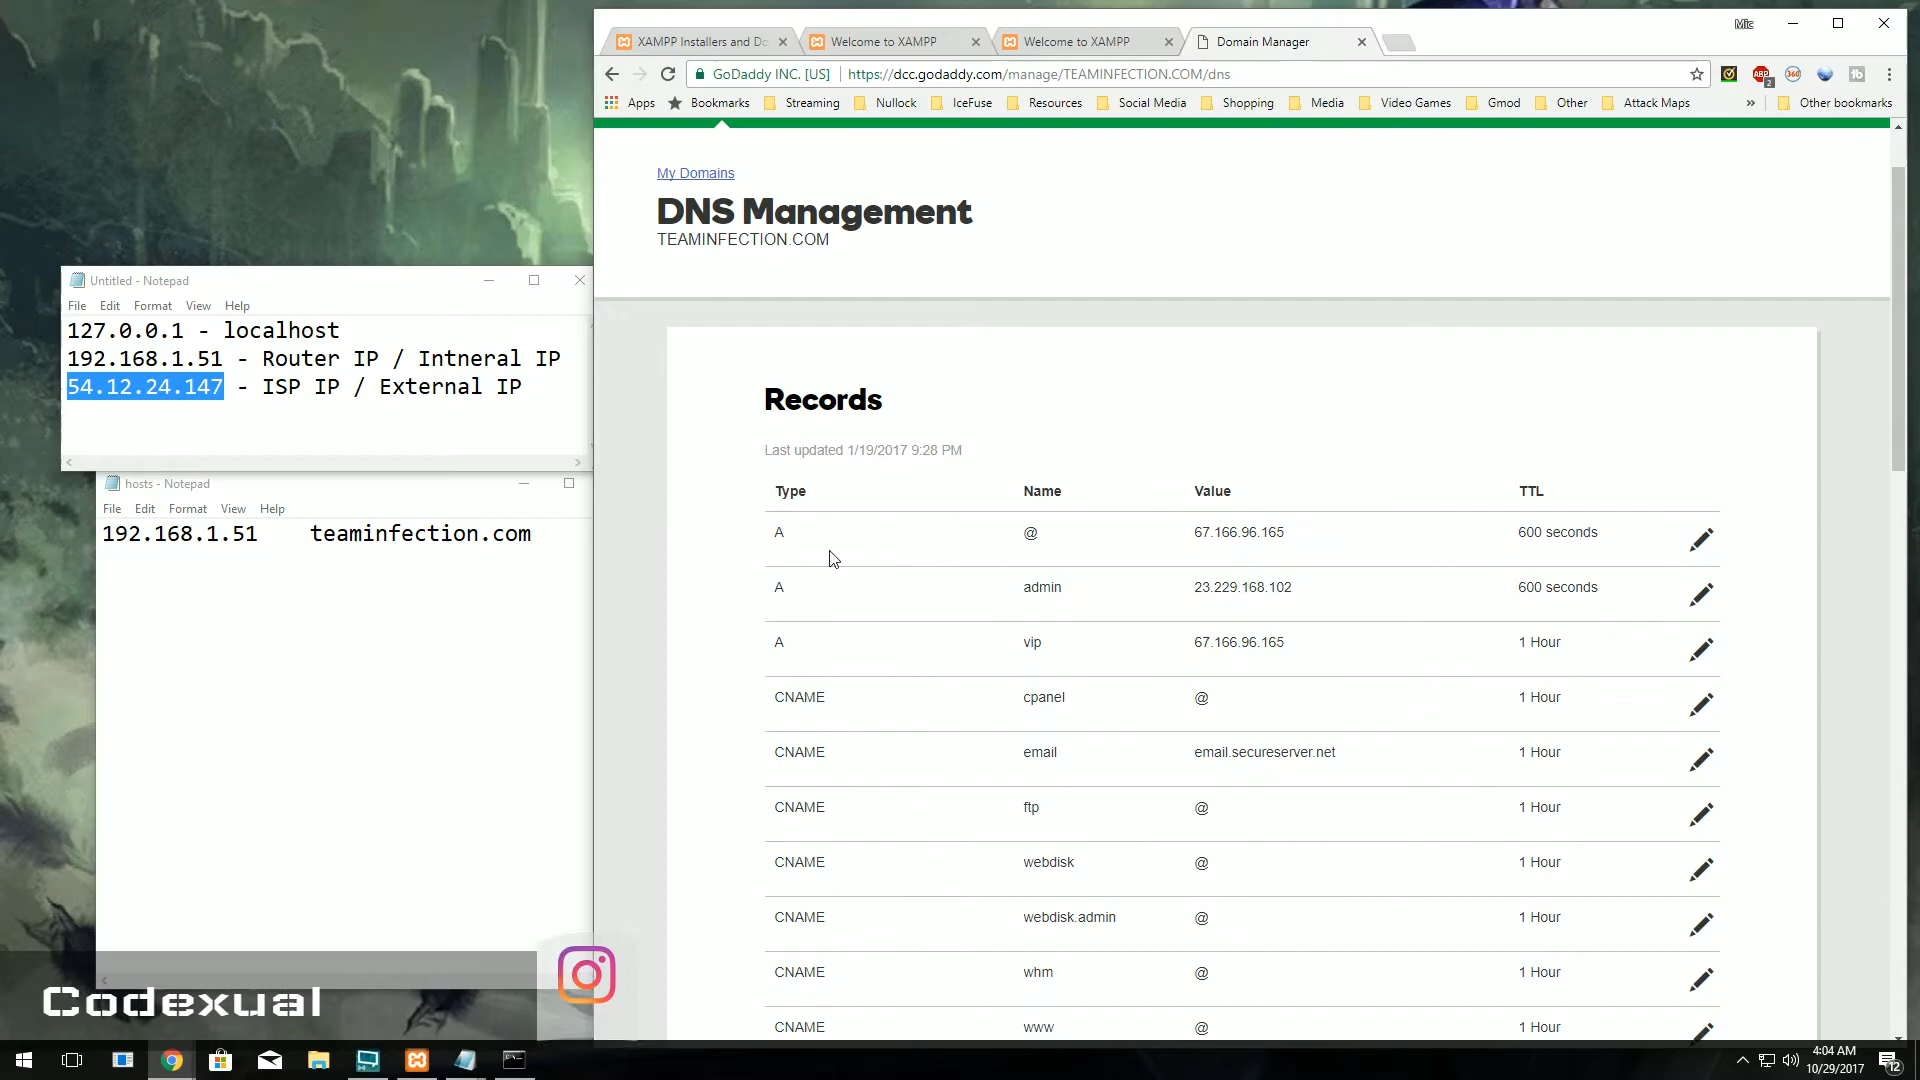 Mic
XAMPP Installers and Do
Welcome to XAMPP
Welcome to XAMPP
Domain Manager
GoDaddy INC. [US]
https://dcc.godaddy.com/manage/TEAMINFECTION.COM/dns
ABP
2
360
Apps
Bookmarks
Streaming
Nullock
IceFuse
Resources
Social Media
Shopping
Media
Video Games
Gmod
Other
Attack Maps
»
Other bookmarks
My Domains
DNS Management
TEAMINFECTION.COM
Untitled - Notepad
File Edit Format View Help
127.0.0.1 - localhost
192.168.1.51 - Router IP / Intneral IP
54.12.24.147 - ISP IP / External IP
hosts - Notepad
File Edit Format View Help
192.168.1.51 teaminfection.com
Records
Last updated 1/19/2017 9:28 PM
Type Name Value TTL
A @ 67.166.96.165 600 seconds
A admin 23.229.168.102 600 seconds
A vip 67.166.96.165 1 Hour
CNAME cpanel @ 1 Hour
CNAME email email.secureserver.net 1 Hour
CNAME ftp @ 1 Hour
CNAME webdisk @ 1 Hour
CNAME webdisk.admin @ 1 Hour
CNAME whm @ 1 Hour
CNAME www @ 1 Hour
Codexual
4:04 AM
10/29/2017
12